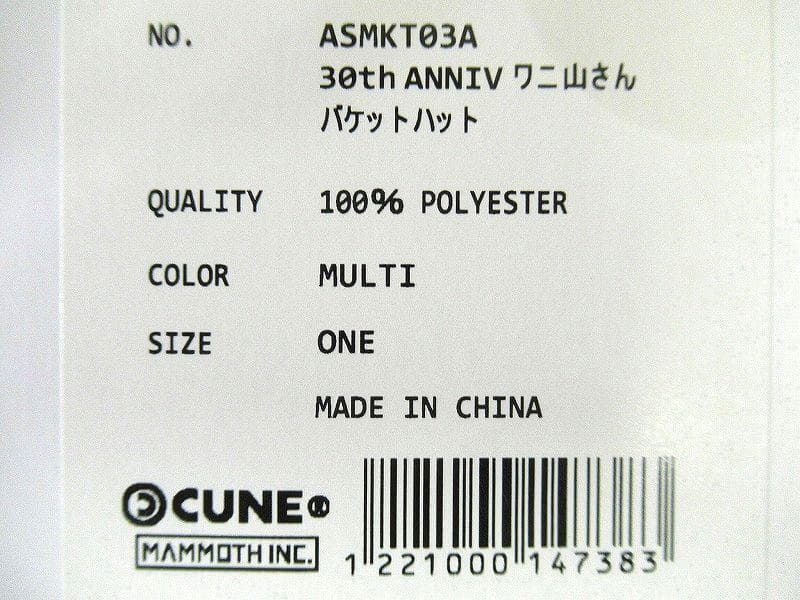 NO. ASMKT03A
30th ANNIV ワニ山さん
バケットハット
QUALITY 100% POLYESTER
COLOR MULTI
SIZE ONE
MADE IN CHINA
CUNE®
MAMMOTH INC.
1 221000 147383